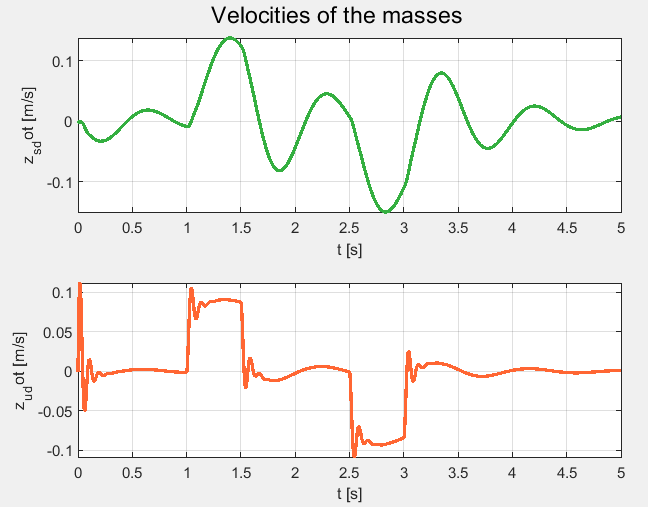 Velocities of the masses
0.1
0
-0.1
z_sdot [m/s]
0 0.5 1 1.5 2 2.5 3 3.5 4 4.5 5
t [s]
0.1
0.05
0
-0.05
-0.1
z_udot [m/s]
0 0.5 1 1.5 2 2.5 3 3.5 4 4.5 5
t [s]